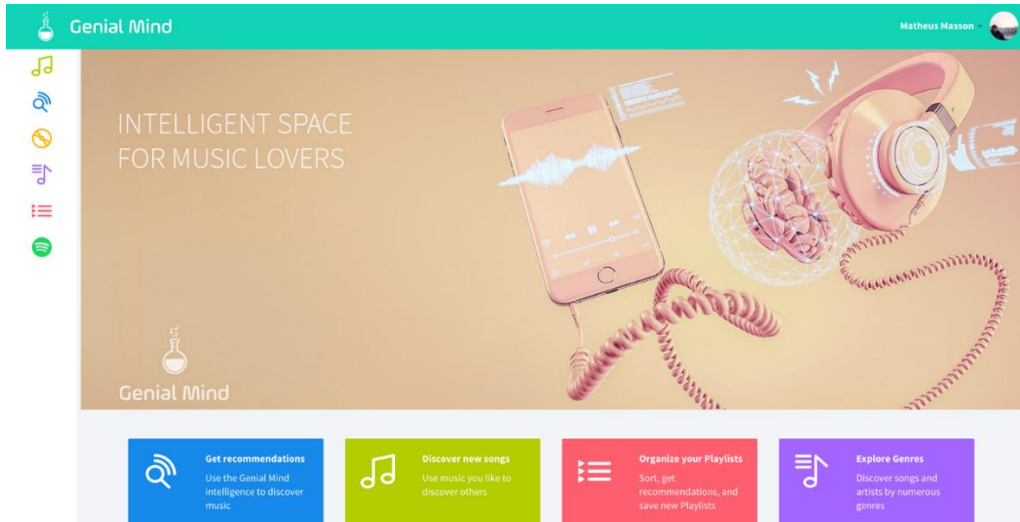 Genial Mind
Matheus Masson
INTELLIGENT SPACE
FOR MUSIC LOVERS
Genial Mind
Get recommendations
Use the Genial Mind
intelligence to discover
music
Discover new songs
Use music you like to
discover others
Organize your Playlists
Sort, get
recommendations, and
save new Playlists
Explore Genres
Discover songs and
artists by numerous
genres